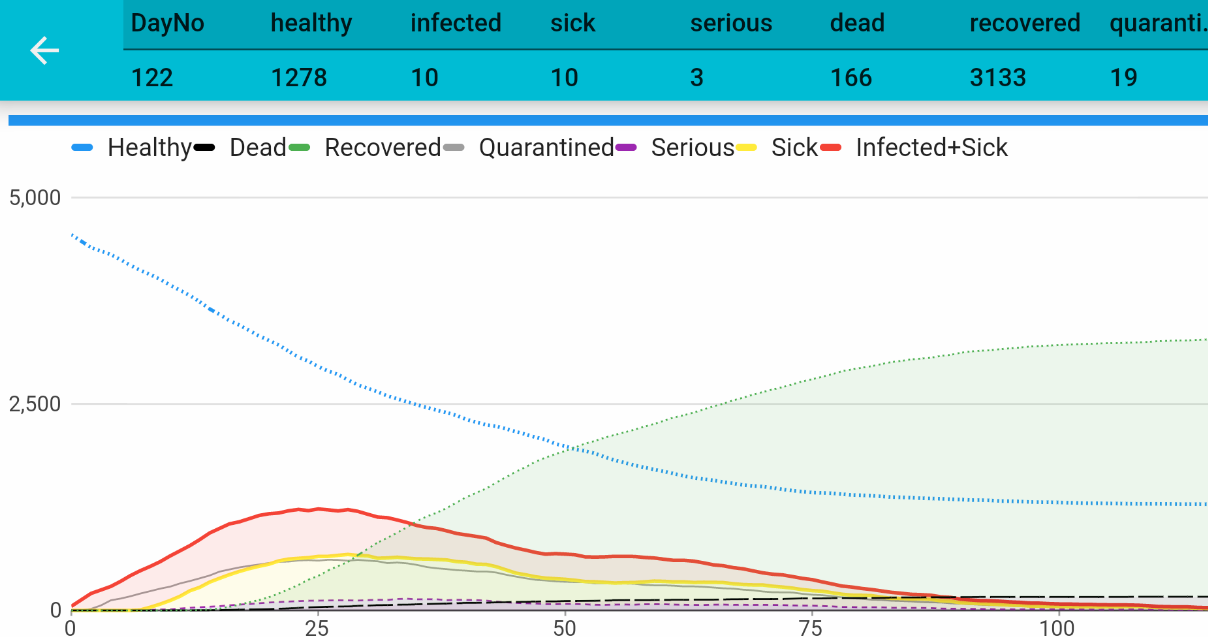 DayNo healthy infected sick serious dead recovered quaranti.
122 1278 10 10 3 166 3133 19
Healthy Dead Recovered Quarantined Serious Sick Infected+Sick
5,000
2,500
0
0 25 50 75 100